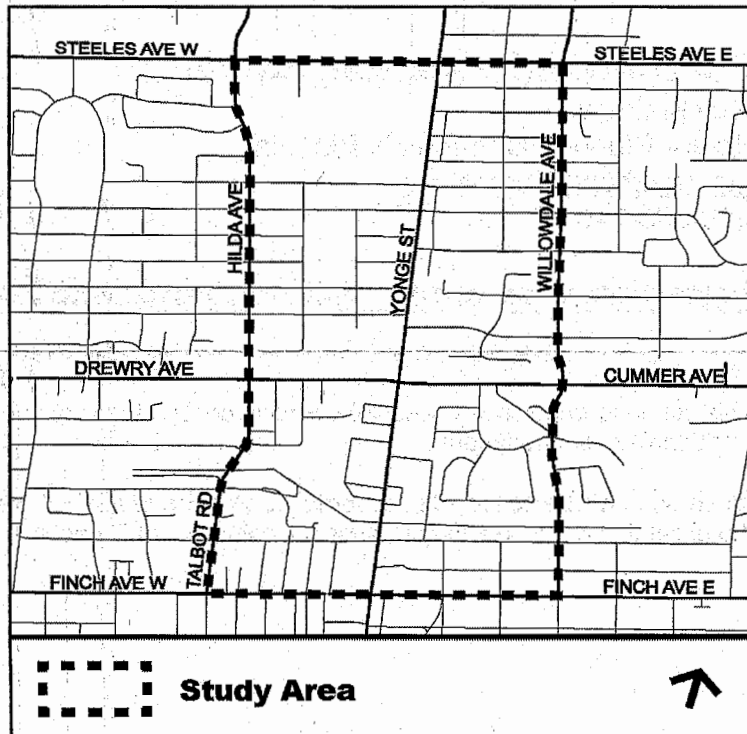 STEELES AVE W
STEELES AVE E
HILDA AVE
YONGE ST
WILLOWDALE AVE
DREWRY AVE
CUMMER AVE
TALBOT RD
FINCH AVE W
FINCH AVE E
Study Area